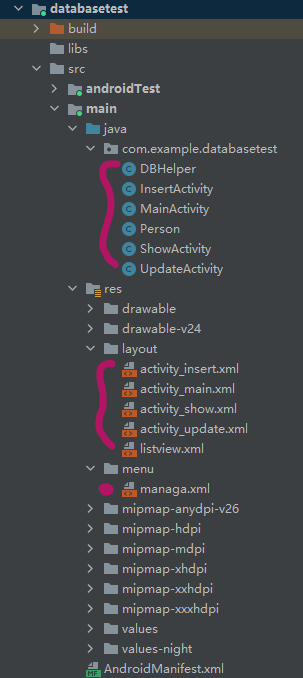 databasetest
build
libs
src
androidTest
main
java
com.example.databasetest
DBHelper
InsertActivity
MainActivity
Person
ShowActivity
UpdateActivity
res
drawable
drawable-v24
layout
activity_insert.xml
activity_main.xml
activity_show.xml
activity_update.xml
listview.xml
menu
managa.xml
mipmap-anydpi-v26
mipmap-hdpi
mipmap-mdpi
mipmap-xhdpi
mipmap-xxhdpi
mipmap-xxxhdpi
values
values-night
AndroidManifest.xml